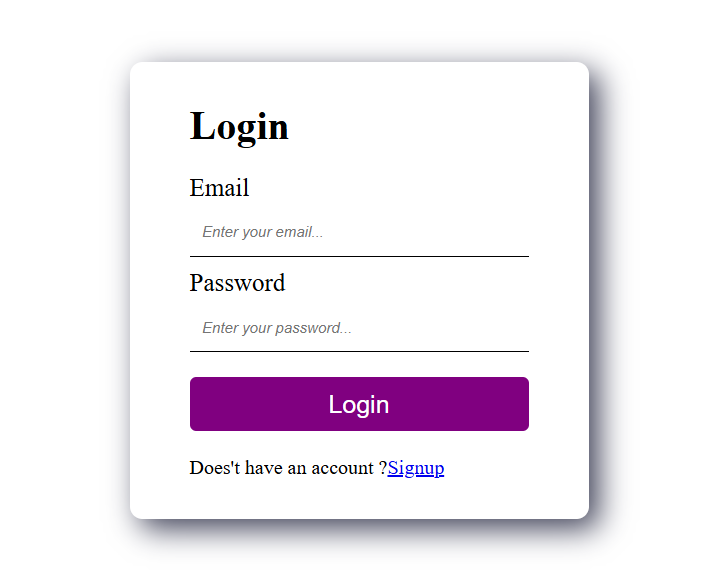 Login
Email
Enter your email...
Password
Enter your password...
Login
Does't have an account ?Signup